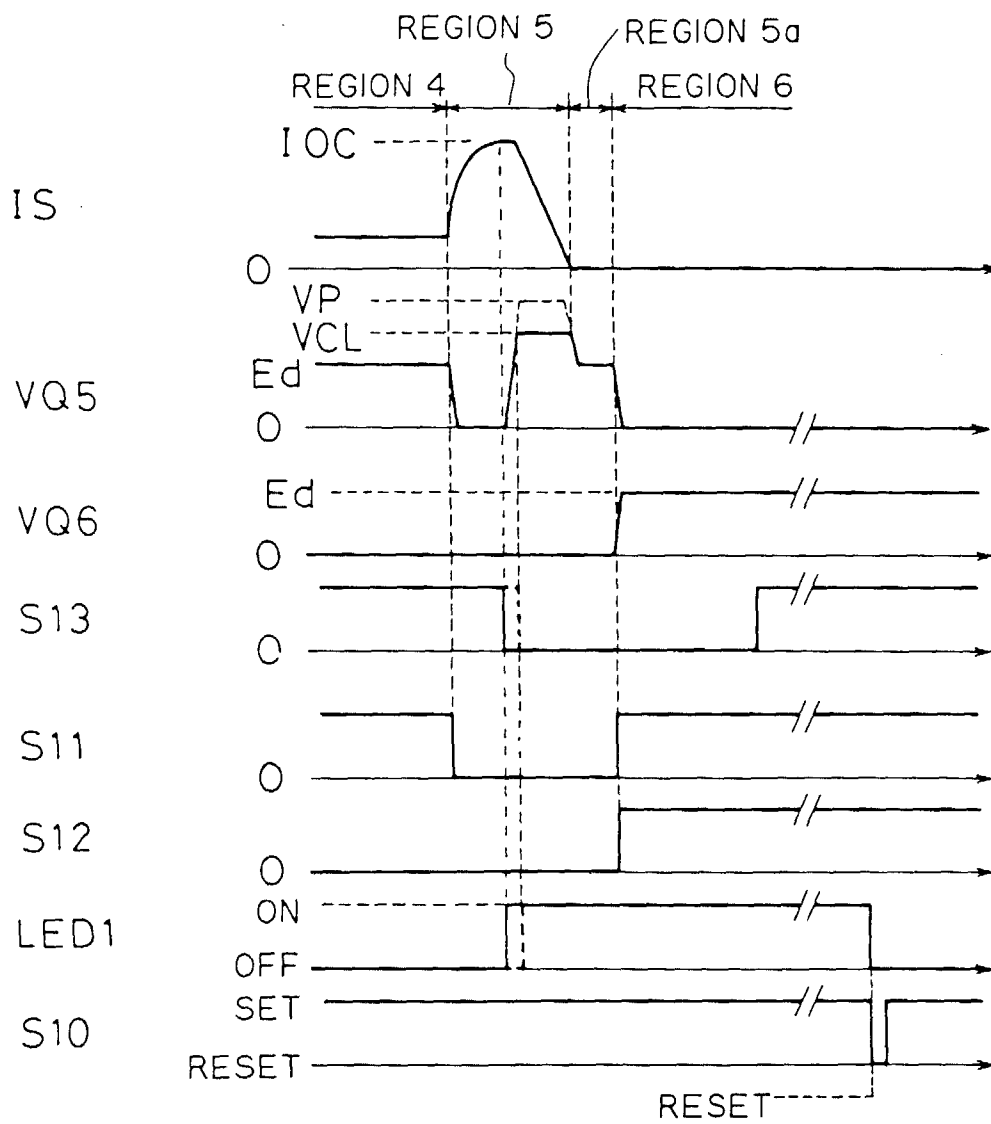 REGION 5
REGION 5a
REGION 4
REGION 6
IOC
IS
O
VP
VCL
Ed
VQ5
O
Ed
VQ6
O
S13
O
S11
O
S12
O
ON
LED1
OFF
SET
S10
RESET
RESET